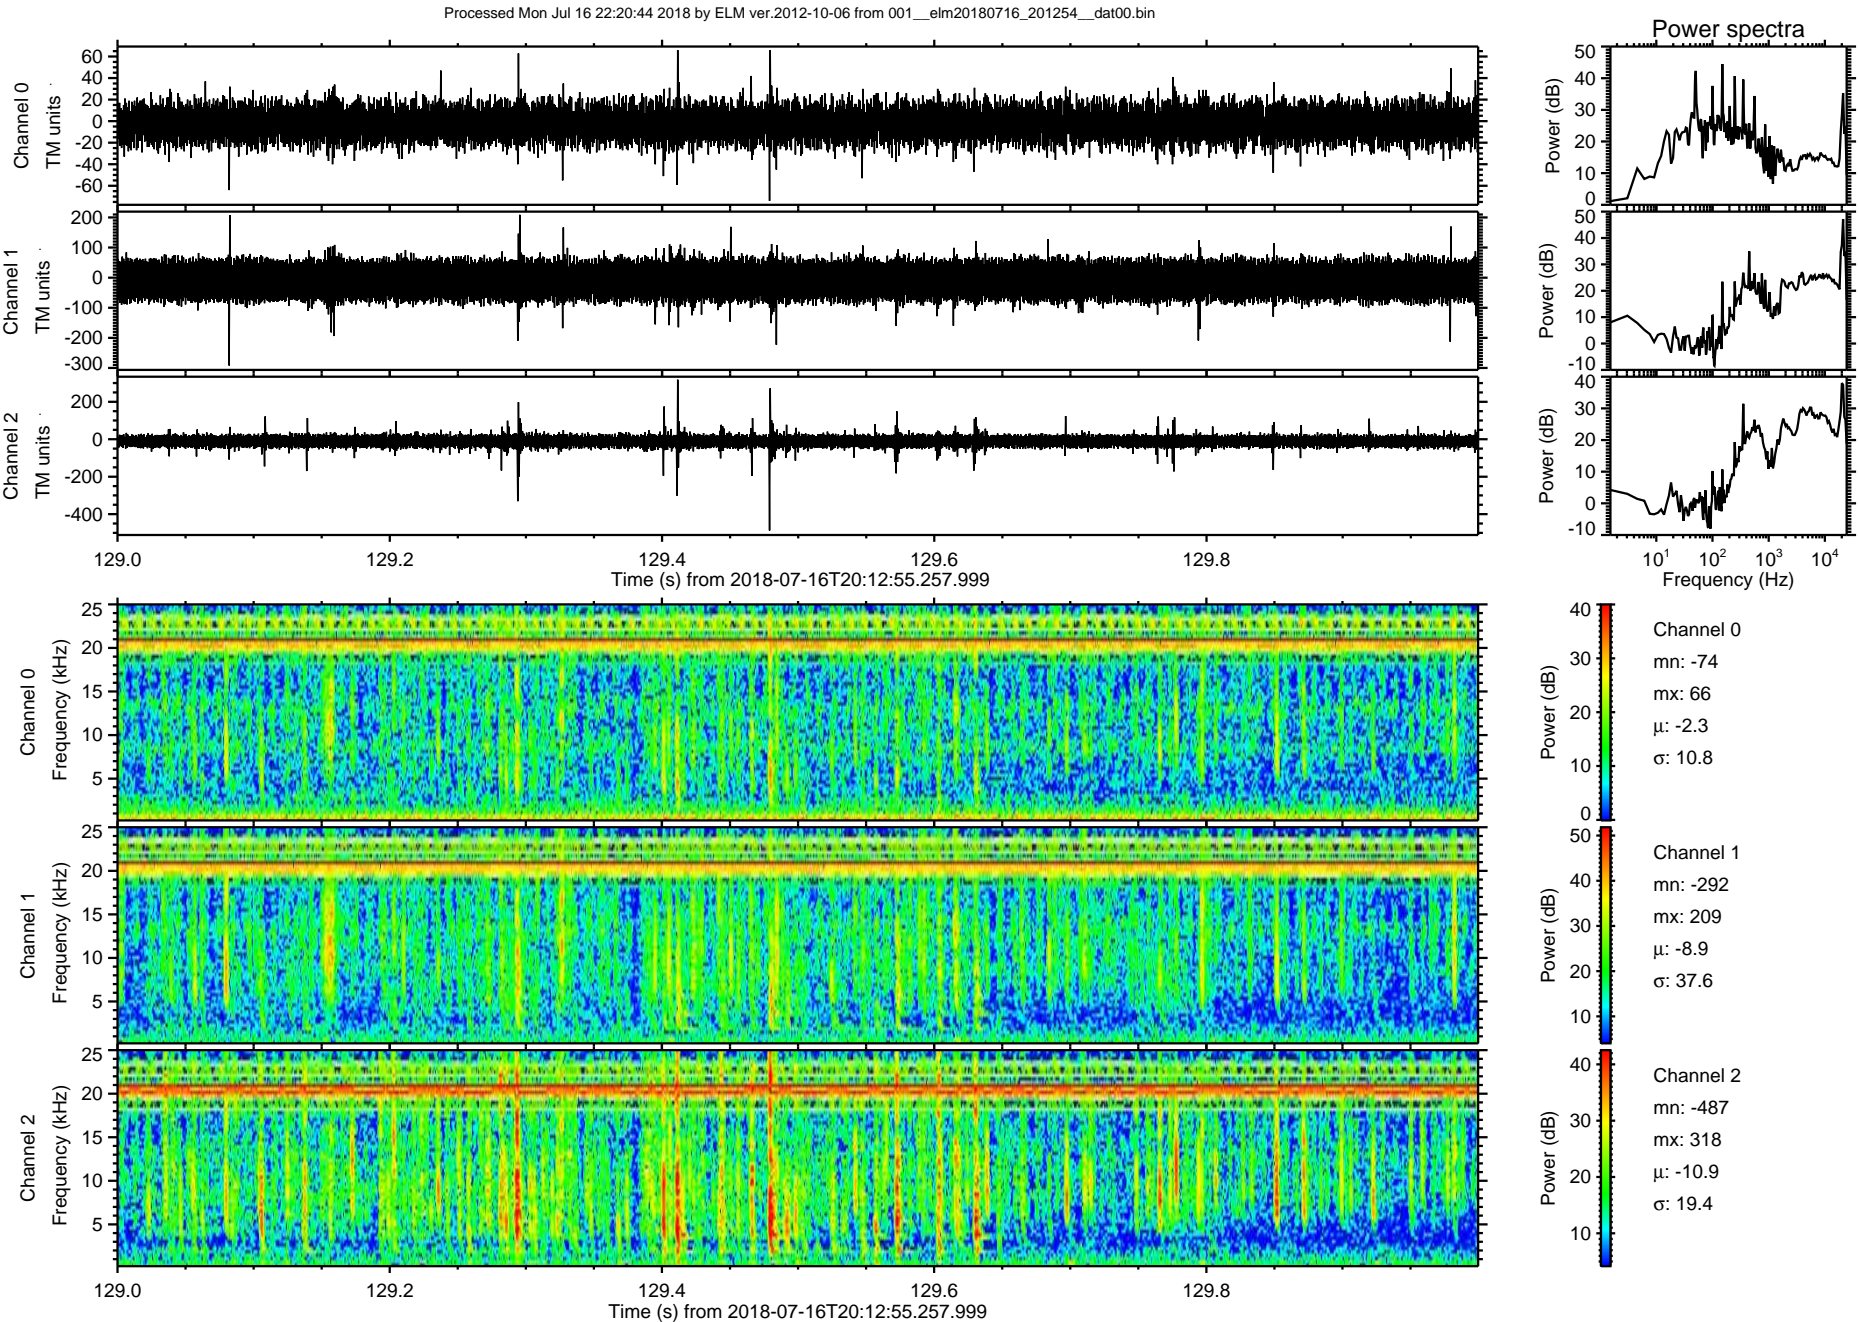 Processed Mon Jul 16 22:20:44 2018 by ELM ver.2012-10-06 from 001__elm20180716_201254__dat00.bin
Power spectra
Channel 0
TM units
60
40
20
0
-20
-40
-60
Power (dB)
50
40
30
20
10
0
Channel 1
TM units
200
100
0
-100
-200
-300
Power (dB)
50
40
30
20
10
0
-10
Channel 2
TM units
200
0
-200
-400
Power (dB)
40
30
20
10
0
-10
129.0 129.2 129.4 129.6 129.8
Time (s) from 2018-07-16T20:12:55.257.999
10¹ 10² 10³ 10⁴
Frequency (Hz)
Channel 0
Frequency (kHz)
25
20
15
10
5
Power (dB)
40
30
20
10
0
Channel 0
mn: -74
mx: 66
μ: -2.3
σ: 10.8
Channel 1
Frequency (kHz)
25
20
15
10
5
Power (dB)
50
40
30
20
10
Channel 1
mn: -292
mx: 209
μ: -8.9
σ: 37.6
Channel 2
Frequency (kHz)
25
20
15
10
5
Power (dB)
40
30
20
10
Channel 2
mn: -487
mx: 318
μ: -10.9
σ: 19.4
129.0 129.2 129.4 129.6 129.8
Time (s) from 2018-07-16T20:12:55.257.999